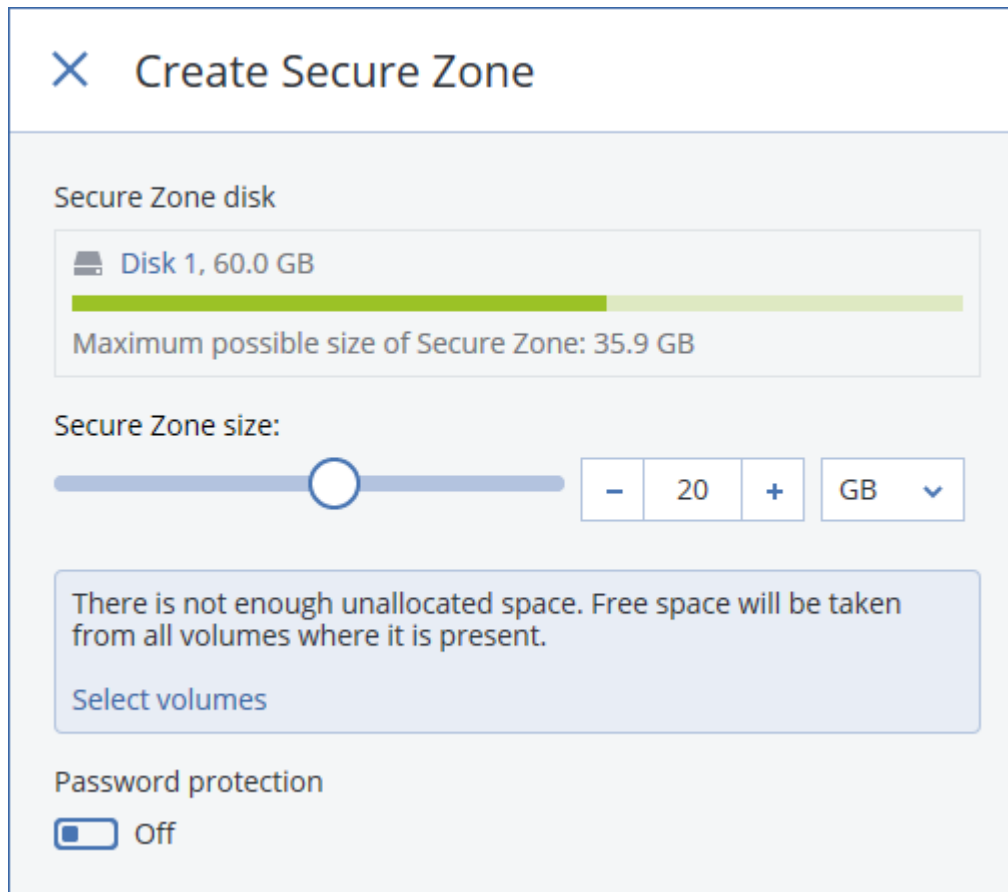 Create Secure Zone
Secure Zone disk
Disk 1, 60.0 GB
Maximum possible size of Secure Zone: 35.9 GB
Secure Zone size:
20 GB
There is not enough unallocated space. Free space will be taken
from all volumes where it is present.
Select volumes
Password protection
Off